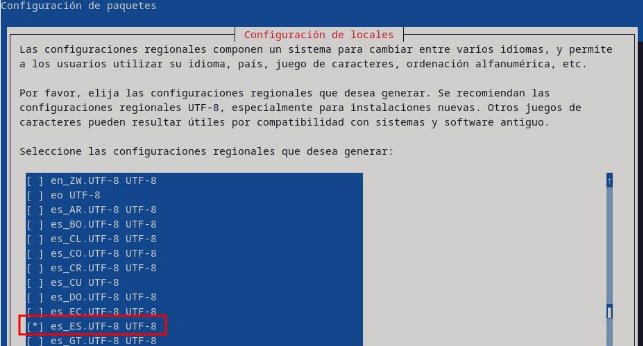 Configuración de paquetes
Configuración de locales
Las configuraciones regionales componen un sistema para cambiar entre varios idiomas, y permite
a los usuarios utilizar su idioma, país, juego de caracteres, ordenación alfanumérica, etc.
Por favor, elija las configuraciones regionales que desea generar. Se recomiendan las
configuraciones regionales UTF-8, especialmente para instalaciones nuevas. Otros juegos de
caracteres pueden resultar útiles por compatibilidad con sistemas y software antiguo.
Seleccione las configuraciones regionales que desea generar:
[ ] en_ZW.UTF-8 UTF-8
[ ] eo UTF-8
[ ] es_AR.UTF-8 UTF-8
[ ] es_BO.UTF-8 UTF-8
[ ] es_CL.UTF-8 UTF-8
[ ] es_CO.UTF-8 UTF-8
[ ] es_CR.UTF-8 UTF-8
[ ] es_CU UTF-8
[ ] es_DO.UTF-8 UTF-8
[ ] es_EC.UTF-8 UTF-8
[*] es_ES.UTF-8 UTF-8
[ ] es_GT.UTF-8 UTF-8